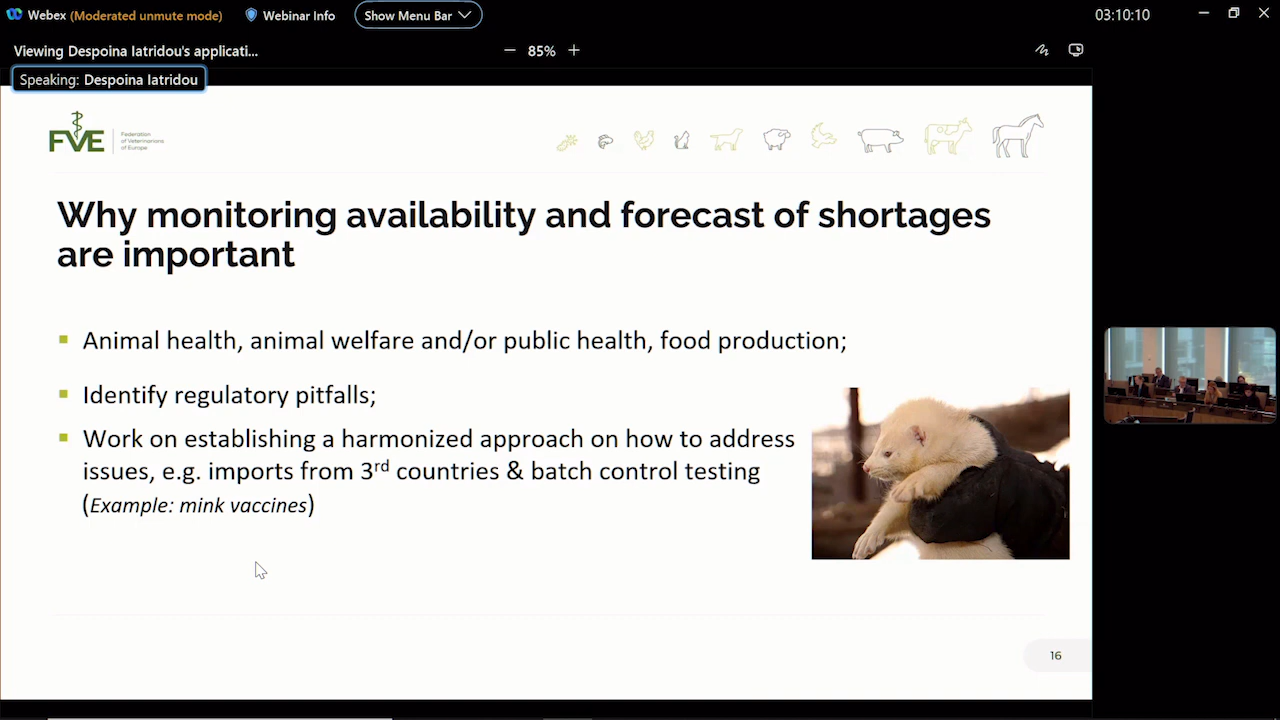 Webex (Moderated unmute mode) Webinar Info Show Menu Bar 03:10:10
Viewing Despoina Iatridou's applicati... 85%
Speaking: Despoina Iatridou
FVE
Federation
of Veterinarians
of Europe
Why monitoring availability and forecast of shortages
are important
Animal health, animal welfare and/or public health, food production;
Identify regulatory pitfalls;
Work on establishing a harmonized approach on how to address
issues, e.g. imports from 3rd countries & batch control testing
(Example: mink vaccines)
16